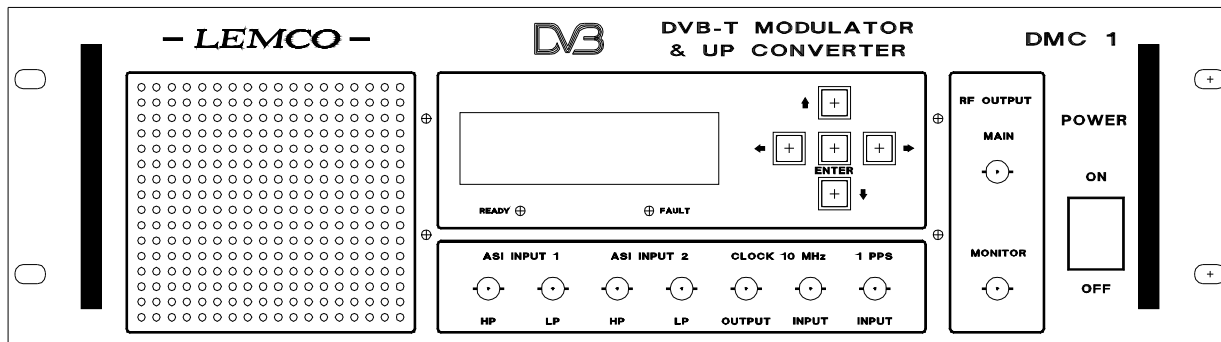 – LEMCO –
DVB
DVB-T MODULATOR
& UP CONVERTER
DMC 1
ENTER
READY
FAULT
ASI INPUT 1
ASI INPUT 2
CLOCK 10 MHz
1 PPS
HP
LP
HP
LP
OUTPUT
INPUT
INPUT
RF OUTPUT
MAIN
MONITOR
POWER
ON
OFF